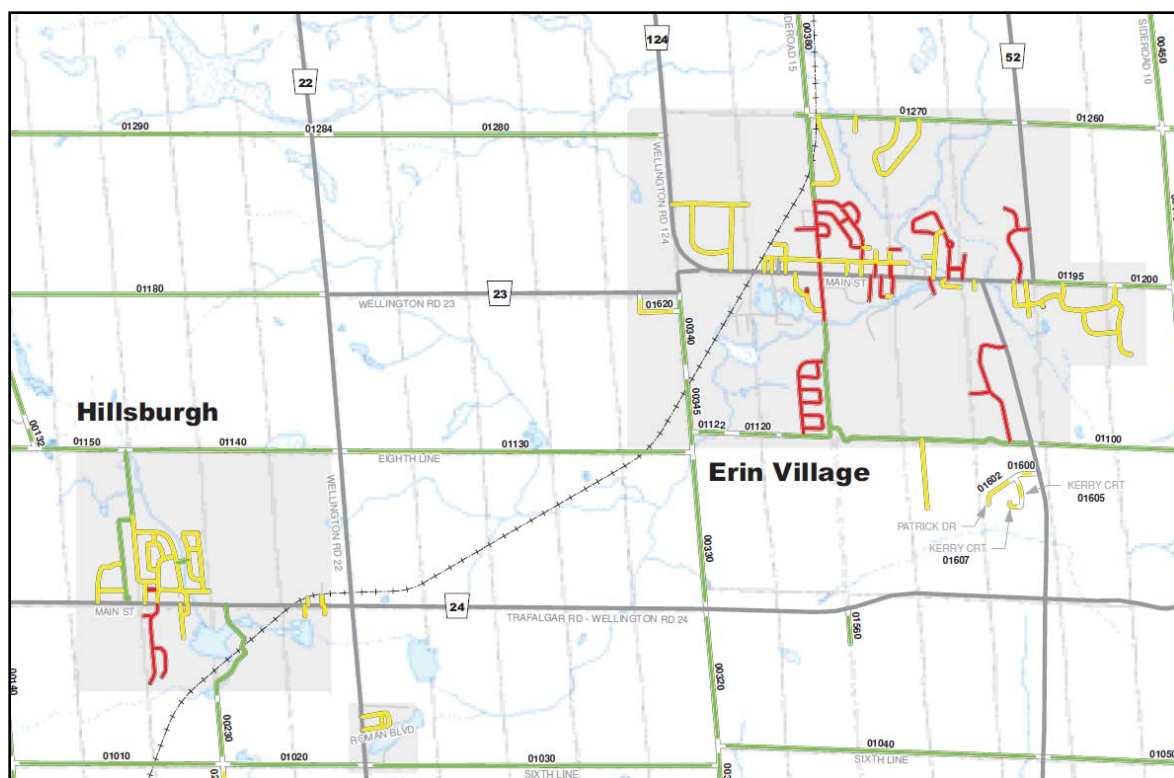 00380
SIDEROAD 15
124
22
52
SIDEROAD 10
00450
01290
01284
01280
01270
01260
WELLINGTON RD 124
01180
WELLINGTON RD 23
23
01620
MAIN ST
01195
01200
00340
Hillsburgh
00345
00132
01150
01140
01130
EIGHTH LINE
01122
01120
01100
Erin Village
01602
01600
KERRY CRT
01605
PATRICK DR
KERRY CRT
01607
WELLINGTON RD 22
00330
MAIN ST
24
TRAFALGAR RD - WELLINGTON RD 24
01560
00140
00320
00230
ROMAN BLVD
01010
01020
01030
SIXTH LINE
01040
SIXTH LINE
01050